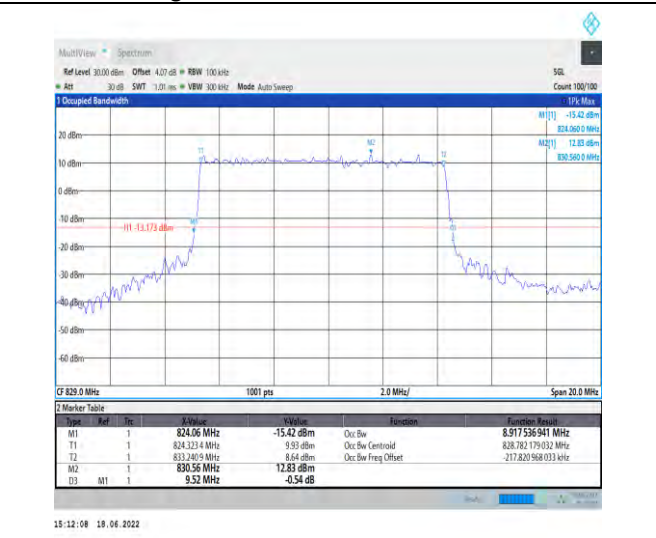 MultiView Spectrum
Ref Level 30.00 dBm Offset 4.07 dB RBW 100 kHz SGL
Att 30 dB SWT 1.01 ms VBW 300 kHz Mode Auto Sweep Count 100/100
1 Occupied Bandwidth 1Pk Max
M1[1] -15.42 dBm
824.060 0 MHz
M2[1] 12.83 dBm
830.560 0 MHz
20 dBm
M2
T1
T2
10 dBm
0 dBm
-10 dBm
M1
H1 -13.173 dBm
D3
-20 dBm
-30 dBm
-40 dBm
-50 dBm
-60 dBm
CF 829.0 MHz 1001 pts 2.0 MHz/ Span 20.0 MHz
2 Marker Table
Type Ref Trc X-Value Y-Value Function Function Result
M1 1 824.06 MHz -15.42 dBm Occ Bw 8.917 536 941 MHz
T1 1 824.323 4 MHz 9.93 dBm Occ Bw Centroid 828.782 179 032 MHz
T2 1 833.240 9 MHz 8.64 dBm Occ Bw Freq Offset -217.820 968 033 kHz
M2 1 830.56 MHz 12.83 dBm
D3 M1 1 9.52 MHz -0.54 dB
15:12:08 18.06.2022